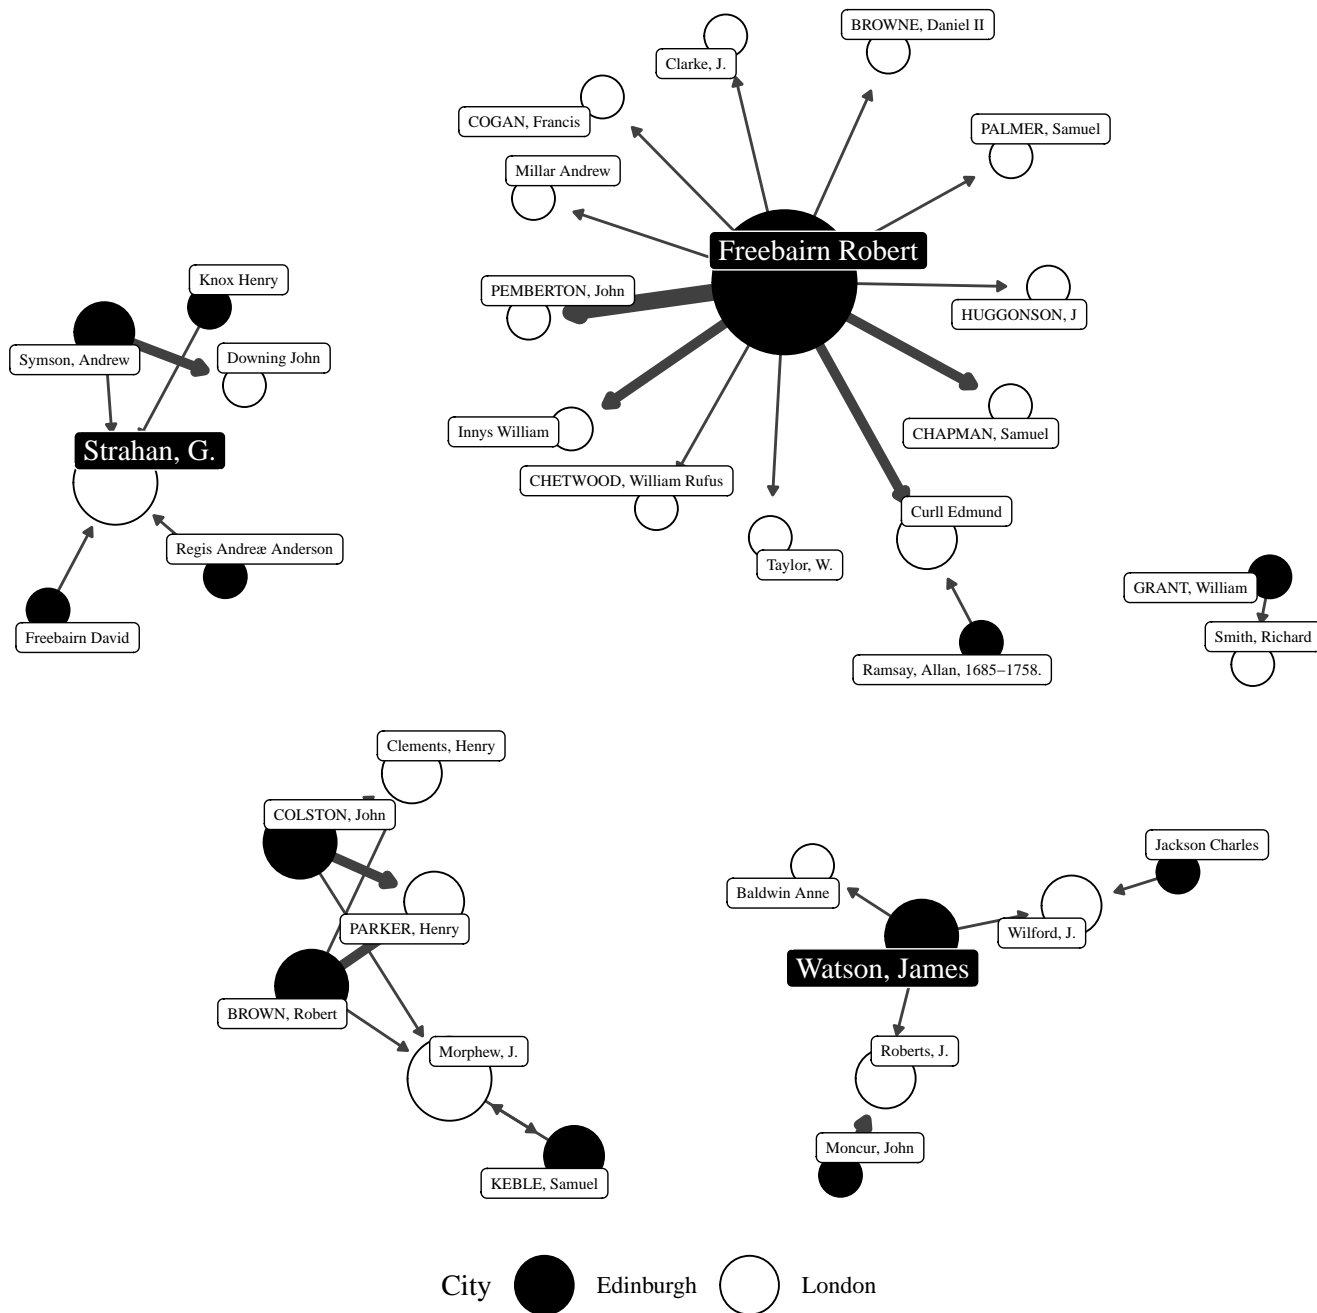 BROWNE, Daniel II
Clarke, J.
COGAN, Francis
PALMER, Samuel
Millar Andrew
Freebairn Robert
Knox Henry
PEMBERTON, John
HUGGONSON, J
Symson, Andrew
Downing John
Innys William
CHAPMAN, Samuel
Strahan, G.
CHETWOOD, William Rufus
Curll Edmund
Regis Andreæ Anderson
Taylor, W.
GRANT, William
Freebairn David
Smith, Richard
Ramsay, Allan, 1685–1758.
Clements, Henry
COLSTON, John
Jackson Charles
Baldwin Anne
PARKER, Henry
Wilford, J.
Watson, James
BROWN, Robert
Morphew, J.
Roberts, J.
Moncur, John
KEBLE, Samuel
City Edinburgh London